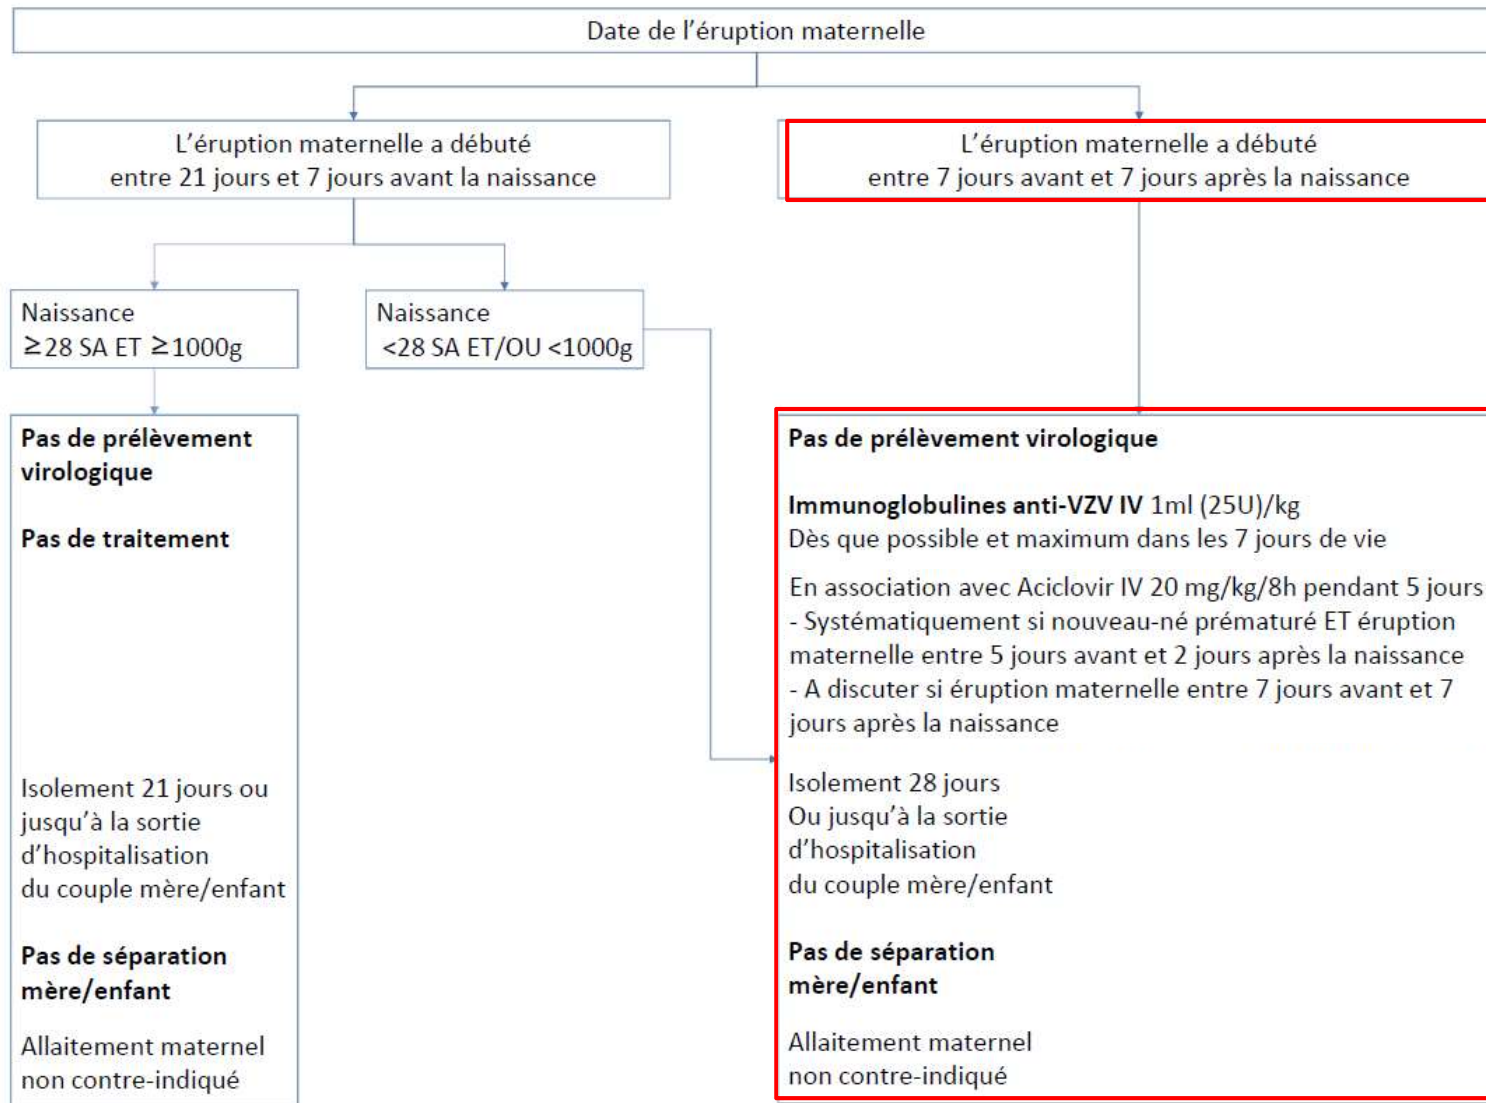 Date de l'éruption maternelle
L'éruption maternelle a débuté
entre 21 jours et 7 jours avant la naissance
L'éruption maternelle a débuté
entre 7 jours avant et 7 jours après la naissance
Naissance
≥28 SA ET ≥1000g
Naissance
<28 SA ET/OU <1000g
Pas de prélèvement
virologique
Pas de traitement
Isolement 21 jours ou
jusqu'à la sortie
d'hospitalisation
du couple mère/enfant
Pas de séparation
mère/enfant
Allaitement maternel
non contre-indiqué
Pas de prélèvement virologique
Immunoglobulines anti-VZV IV 1ml (25U)/kg
Dès que possible et maximum dans les 7 jours de vie
En association avec Aciclovir IV 20 mg/kg/8h pendant 5 jours
- Systématiquement si nouveau-né prématuré ET éruption
maternelle entre 5 jours avant et 2 jours après la naissance
- A discuter si éruption maternelle entre 7 jours avant et 7
jours après la naissance
Isolement 28 jours
Ou jusqu'à la sortie
d'hospitalisation
du couple mère/enfant
Pas de séparation
mère/enfant
Allaitement maternel
non contre-indiqué